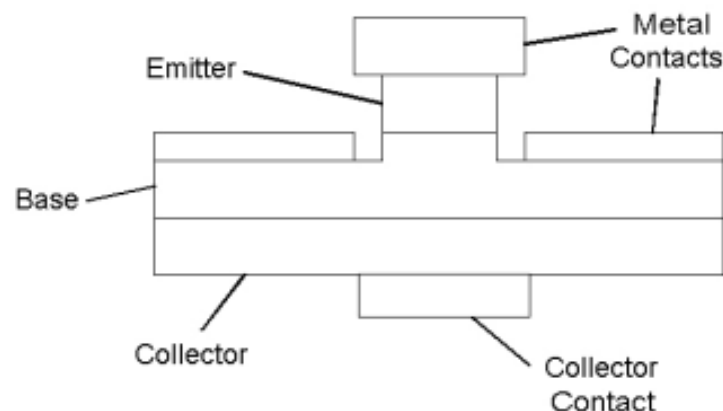 Metal
Contacts
Emitter
Base
Collector
Collector
Contact